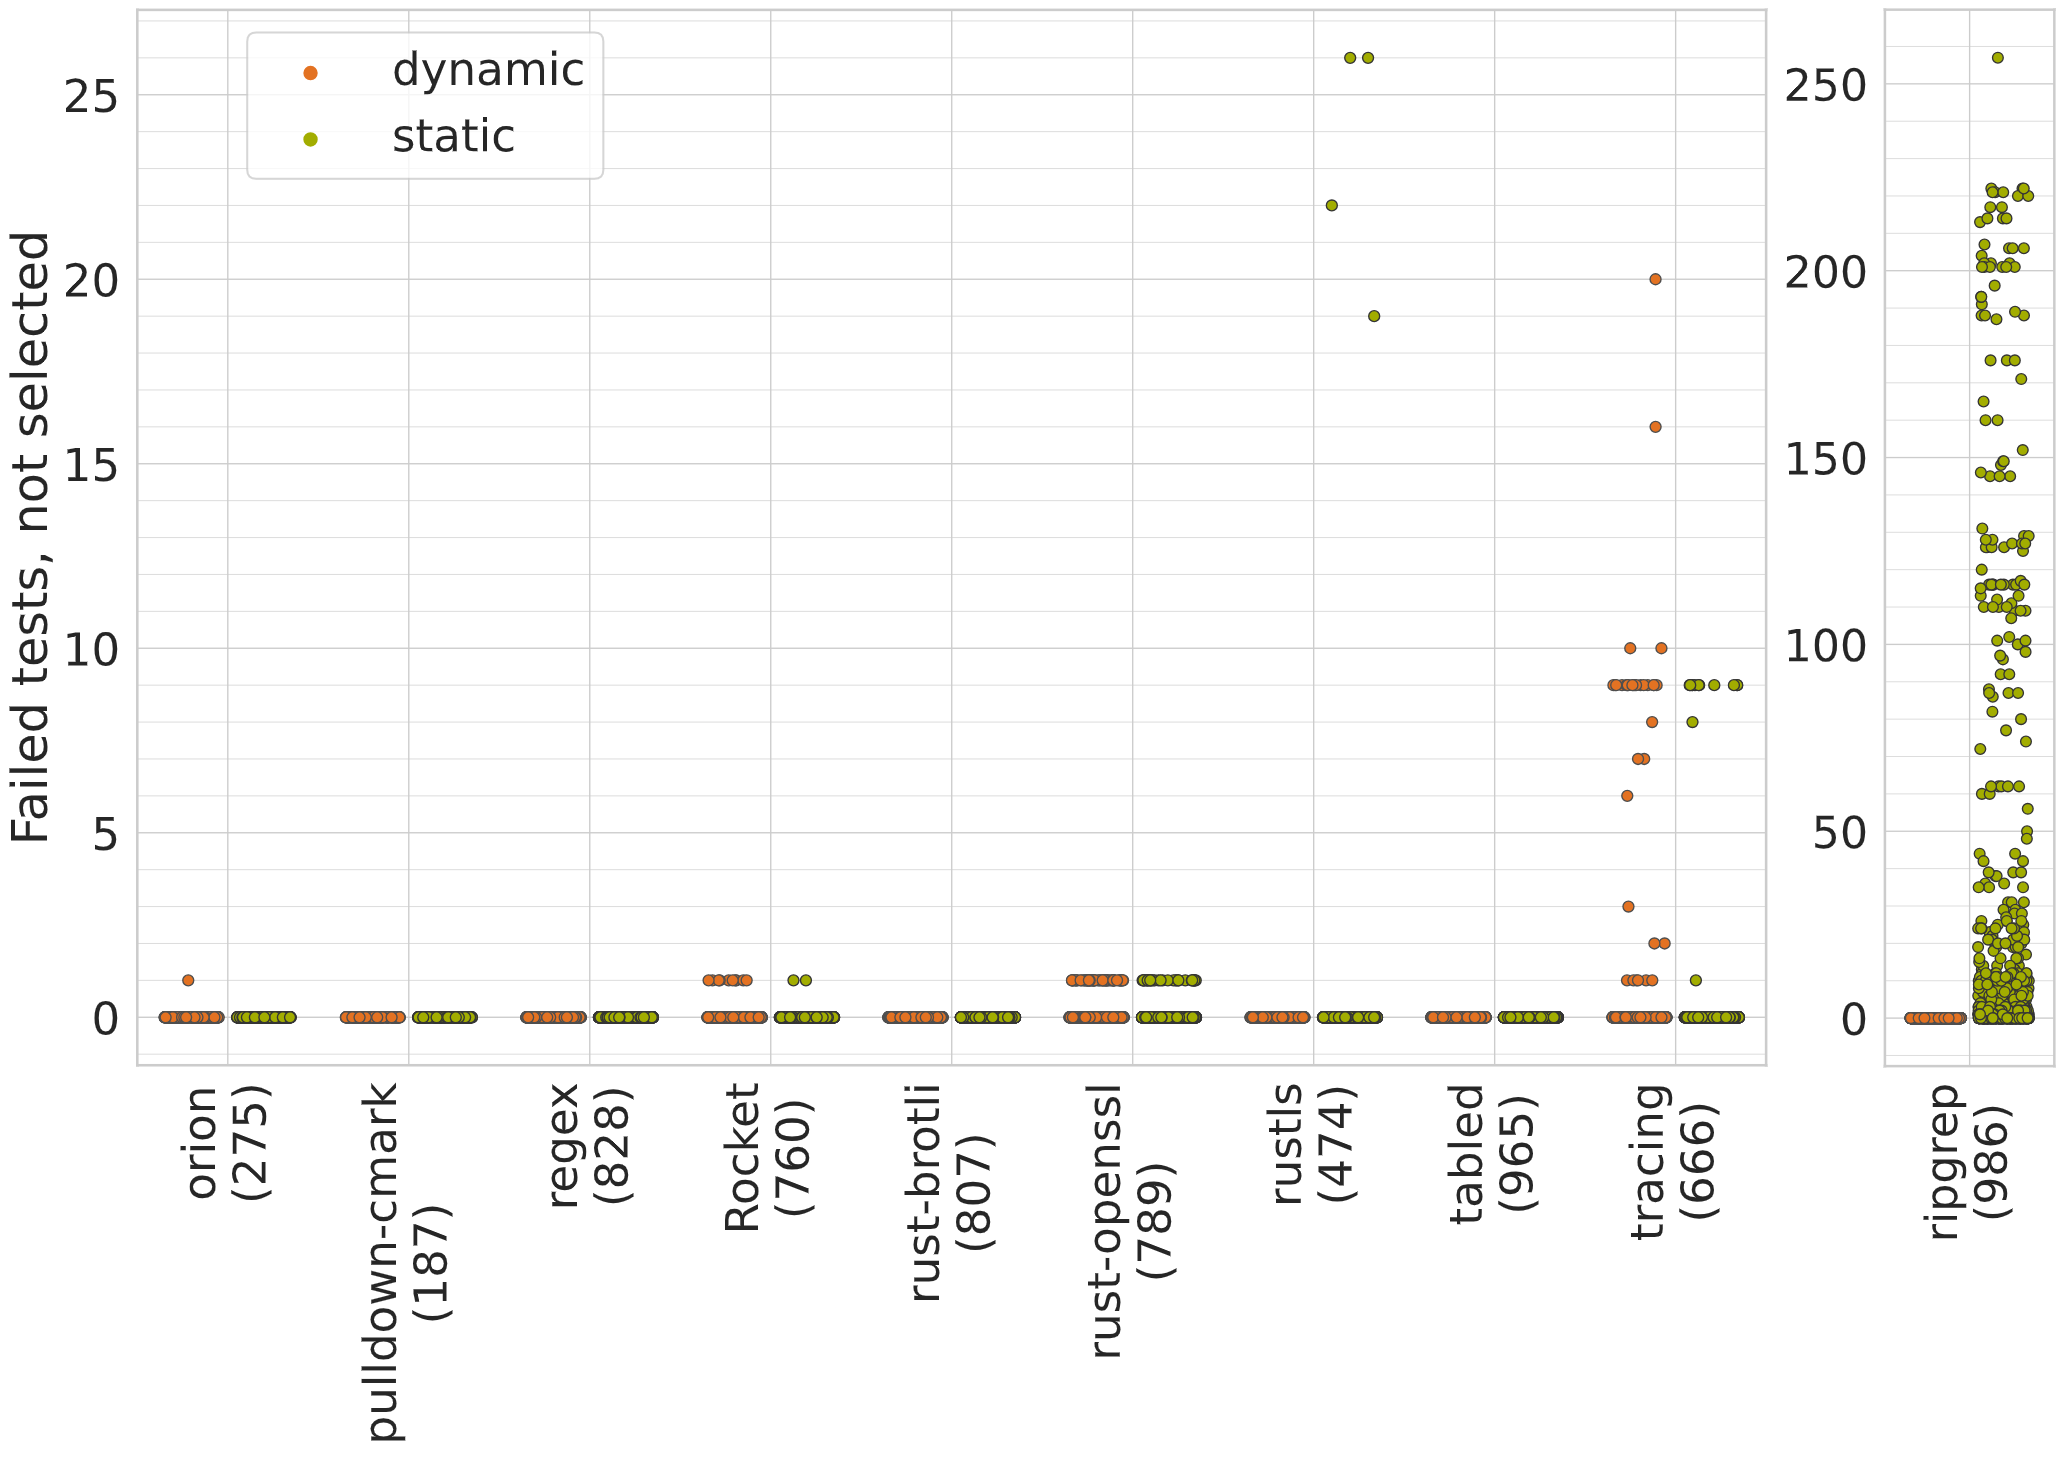 dynamic
static
Failed tests, not selected
25
20
15
10
5
0
250
200
150
100
50
0
orion
(275)
pulldown-cmark
(187)
regex
(828)
Rocket
(760)
rust-brotli
(807)
rust-openssl
(789)
rustls
(474)
tabled
(965)
tracing
(666)
ripgrep
(986)